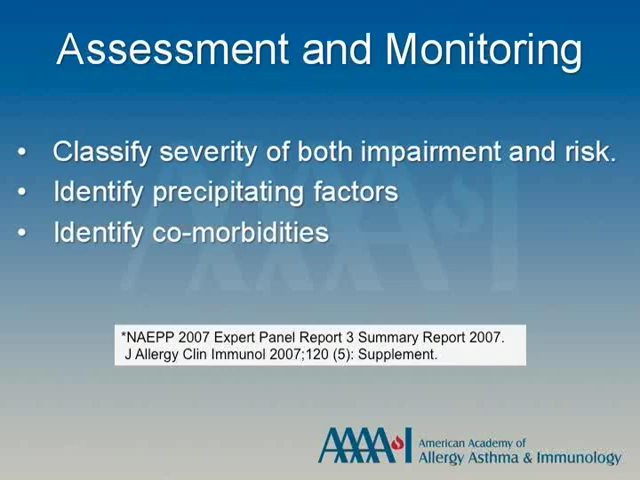 Assessment and Monitoring
• Classify severity of both impairment and risk.
• Identify precipitating factors
• Identify co-morbidities
*NAEPP 2007 Expert Panel Report 3 Summary Report 2007.
J Allergy Clin Immunol 2007;120 (5): Supplement.
AAAAI
American Academy of
Allergy Asthma & Immunology